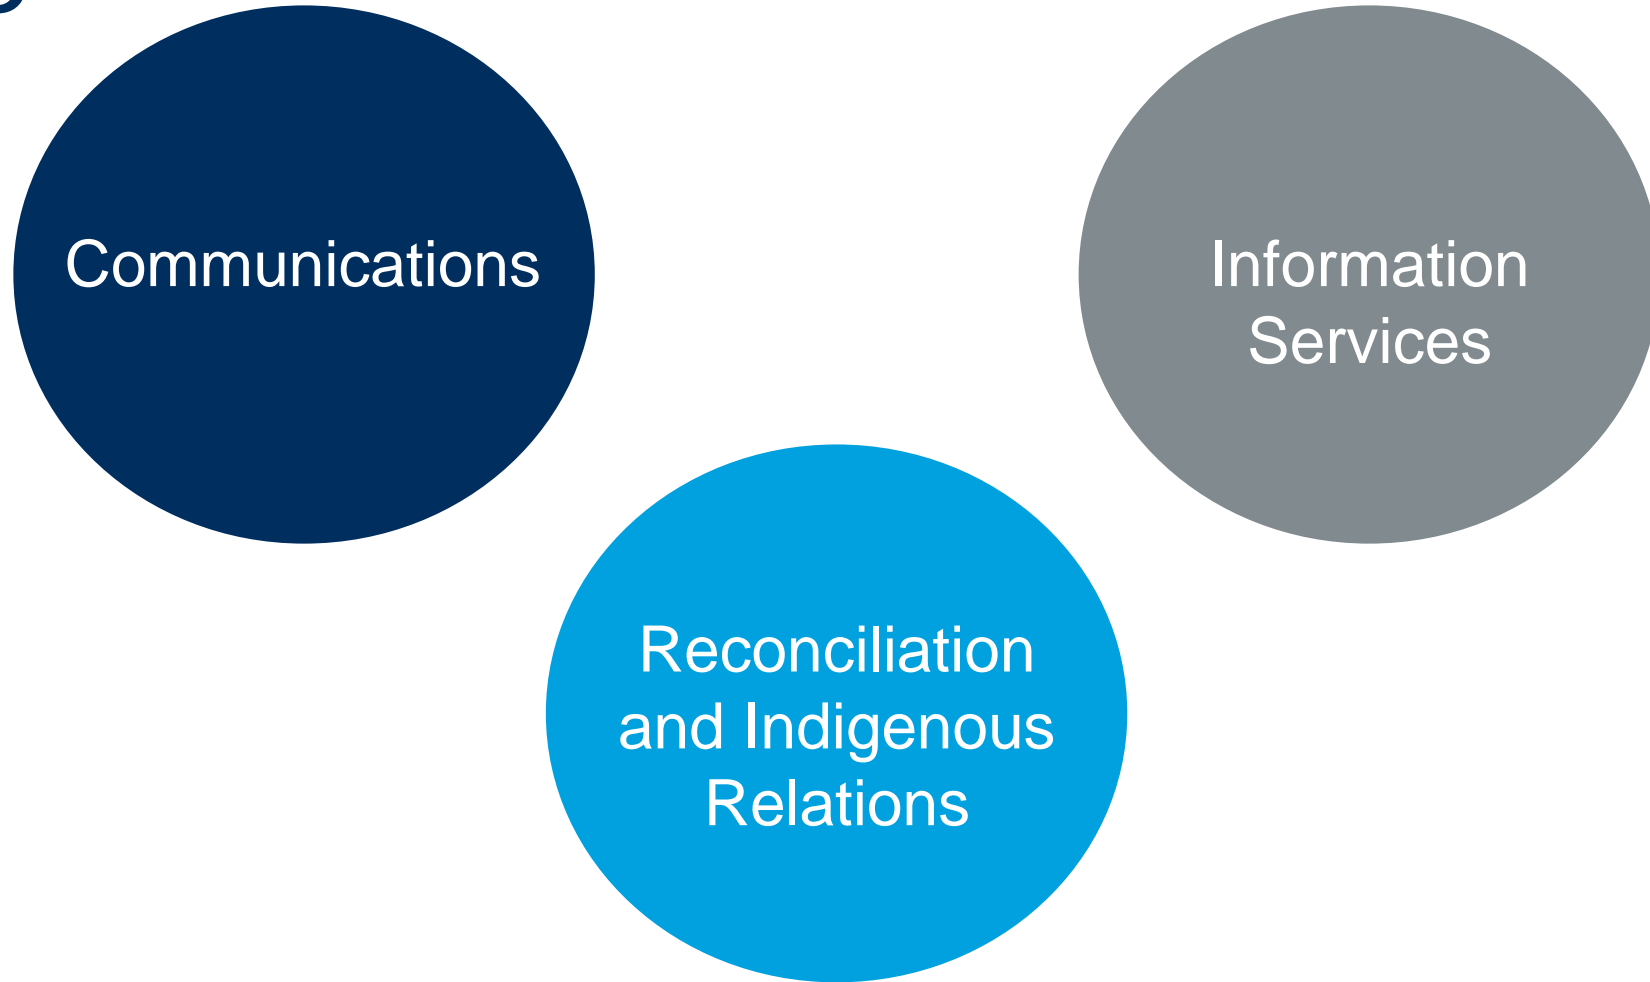 Communications
Information
Services
Reconciliation
and Indigenous
Relations